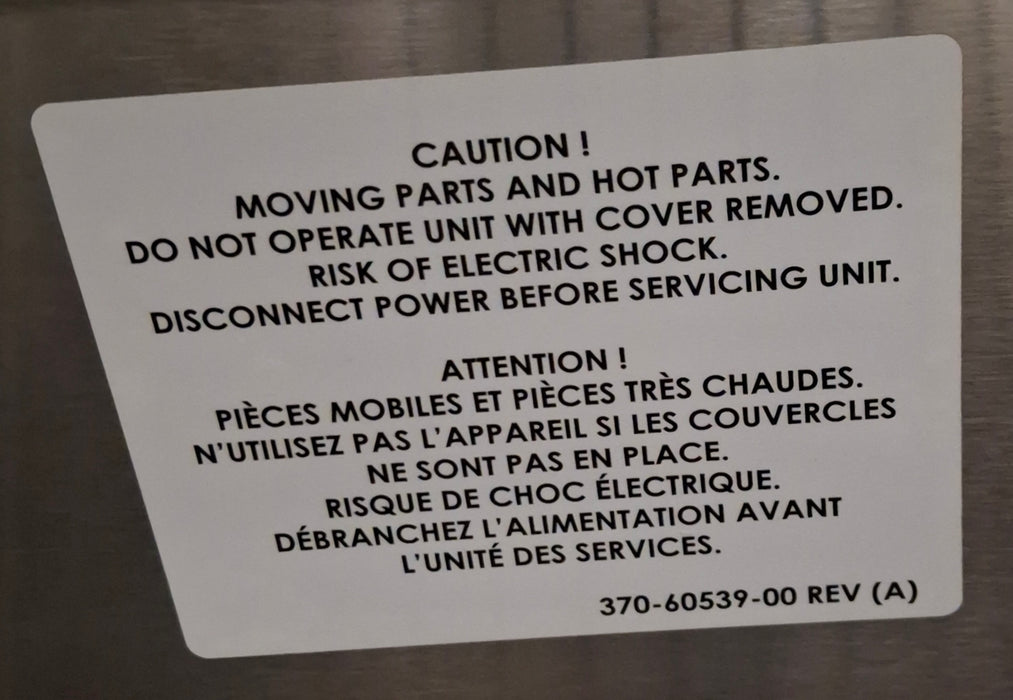 CAUTION !
MOVING PARTS AND HOT PARTS.
DO NOT OPERATE UNIT WITH COVER REMOVED.
RISK OF ELECTRIC SHOCK.
DISCONNECT POWER BEFORE SERVICING UNIT.
ATTENTION !
PIÈCES MOBILES ET PIÈCES TRÈS CHAUDES.
N'UTILISEZ PAS L'APPAREIL SI LES COUVERCLES
NE SONT PAS EN PLACE.
RISQUE DE CHOC ÉLECTRIQUE.
DÉBRANCHEZ L'ALIMENTATION AVANT
L'UNITÉ DES SERVICES.
370-60539-00 REV (A)